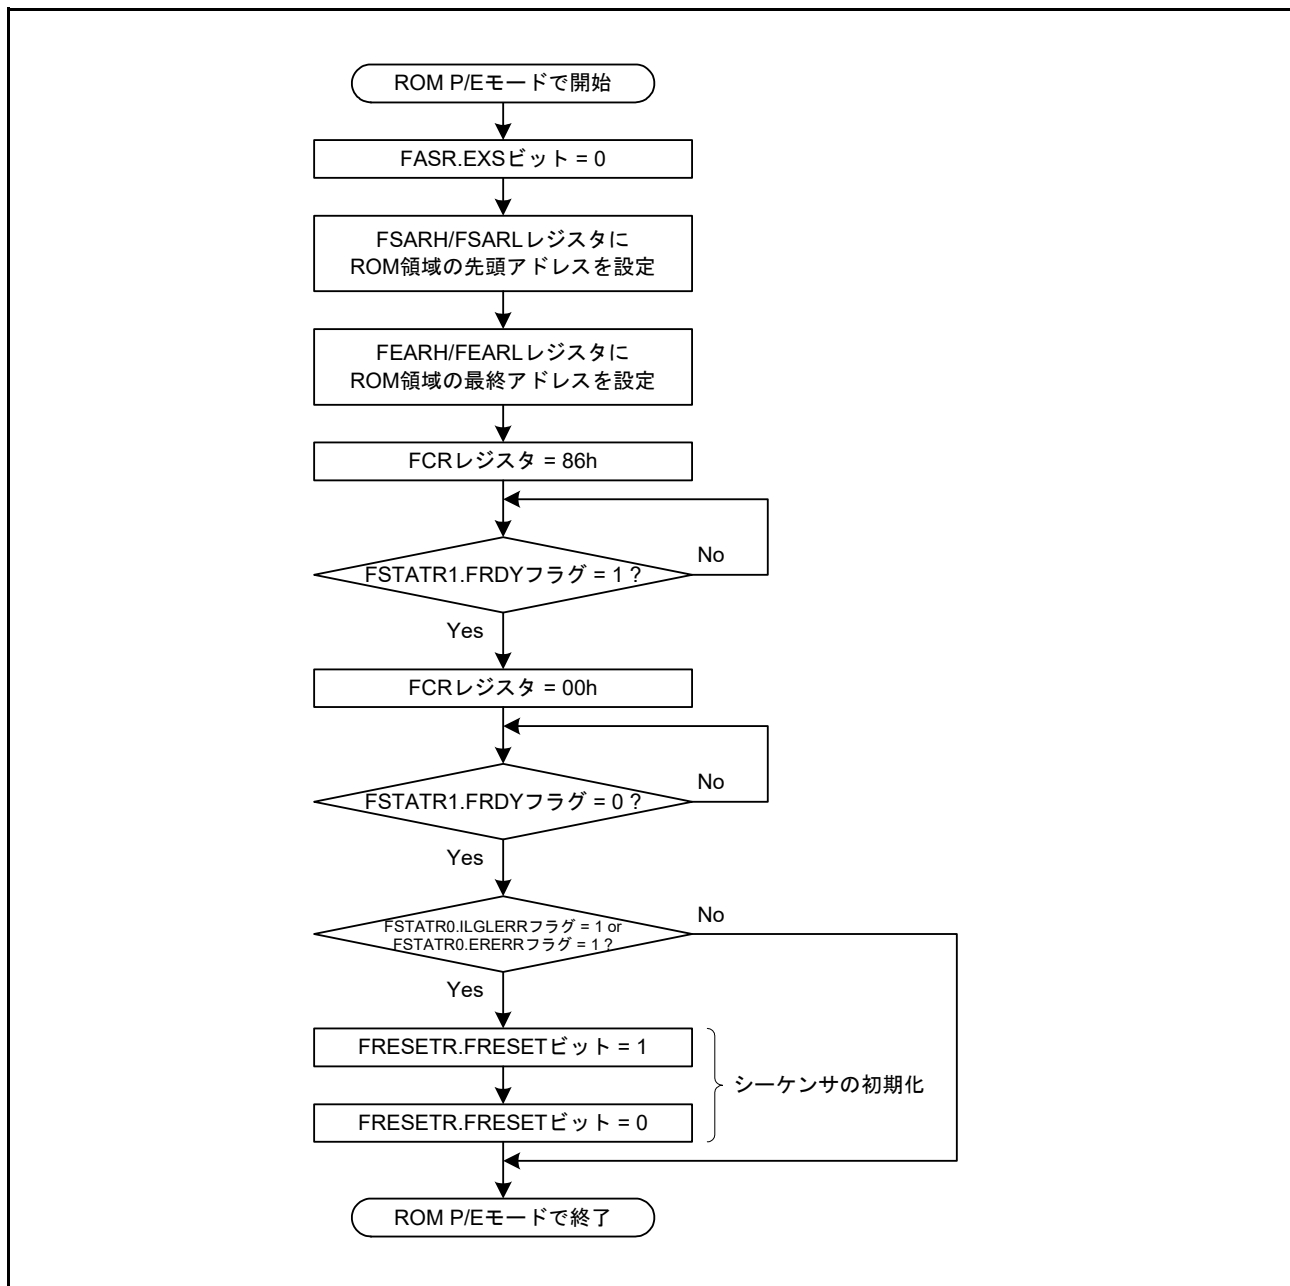 ROM P/Eモードで開始
FASR.EXSビット = 0
FSARH/FSARLレジスタに
ROM領域の先頭アドレスを設定
FEARH/FEARLレジスタに
ROM領域の最終アドレスを設定
FCRレジスタ = 86h
No
FSTATR1.FRDYフラグ = 1 ?
Yes
FCRレジスタ = 00h
No
FSTATR1.FRDYフラグ = 0 ?
Yes
No
FSTATR0.ILGLERRフラグ = 1 or
FSTATR0.ERERRフラグ = 1 ?
Yes
FRESETR.FRESETビット = 1
シーケンサの初期化
FRESETR.FRESETビット = 0
ROM P/Eモードで終了